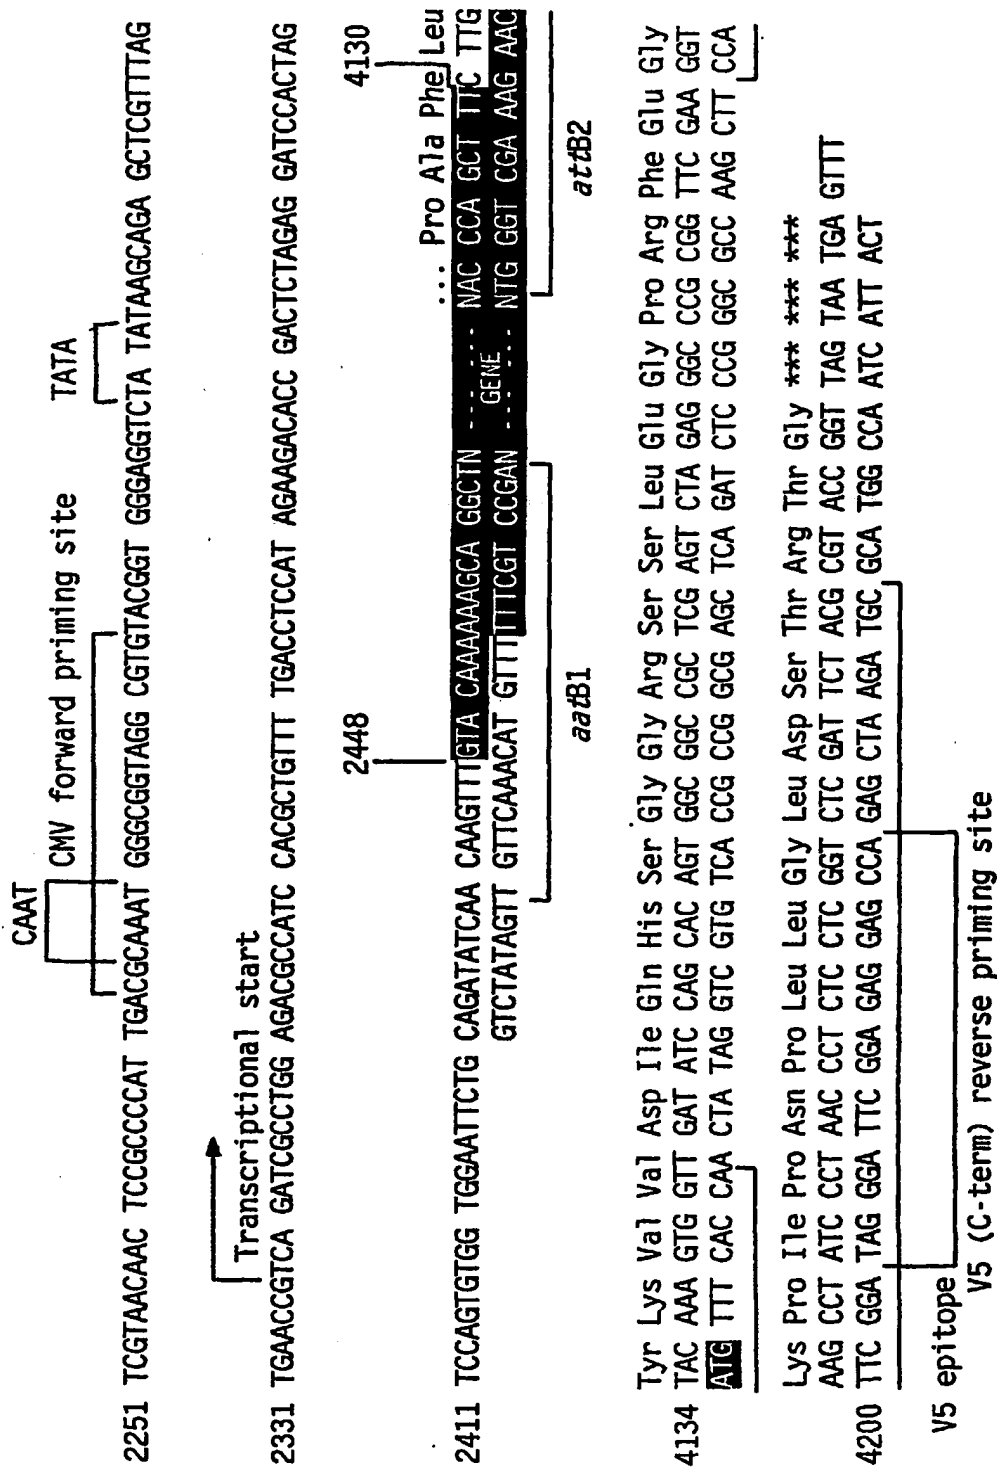 CAAT
CMV forward priming site
TATA
2251 TCGTAACAAC TCCGCCCCAT TGACGCAAAT GGGCGGTAGG CGTGTACGGT GGGAGGTCTA TATAAGCAGA GCTCGTTTAG
Transcriptional start
2331 TGAACCGTCA GATCGCCTGG AGACGCCATC CACGCTGTTT TGACCTCCAT AGAAGACACC GACTCTAGAG GATCCACTAG
2448
4130
... Pro Ala Phe Leu
2411 TCCAGTGTGG TGGAATTCTG CAGATATCAA CAAGTTTGTA CAAAAAAGCA GGCTN ... ... NAC CCA GCT TTC TTG
GENE
GTCTATAGTT GTTCAAACAT GTTTTTTCGT CCGAN ... ... NTG GGT CGA AAG AAC
aatB1
attB2
Tyr Lys Val Val Asp Ile Gln His Ser Gly Gly Arg Ser Ser Leu Glu Gly Pro Arg Phe Glu Gly
4134 TAC AAA GTG GTT GAT ATC CAG CAC AGT GGC GGC CGC TCG AGT CTA GAG GGC CCG CGG TTC GAA GGT
ATG TTT CAC CAA CTA TAG GTC GTG TCA CCG CCG GCG AGC TCA GAT CTC CCG GGC GCC AAG CTT CCA
Lys Pro Ile Pro Asn Pro Leu Leu Gly Leu Asp Ser Thr Arg Thr Gly *** *** ***
AAG CCT ATC CCT AAC CCT CTC CTC GGT CTC GAT TCT ACG CGT ACC GGT TAG TAA TGA GTTT
4200 TTC GGA TAG GGA TTC GGA GAG GAG CCA GAG CTA AGA TGC GCA TGG CCA ATC ATT ACT
V5 epitope
V5 (C-term) reverse priming site